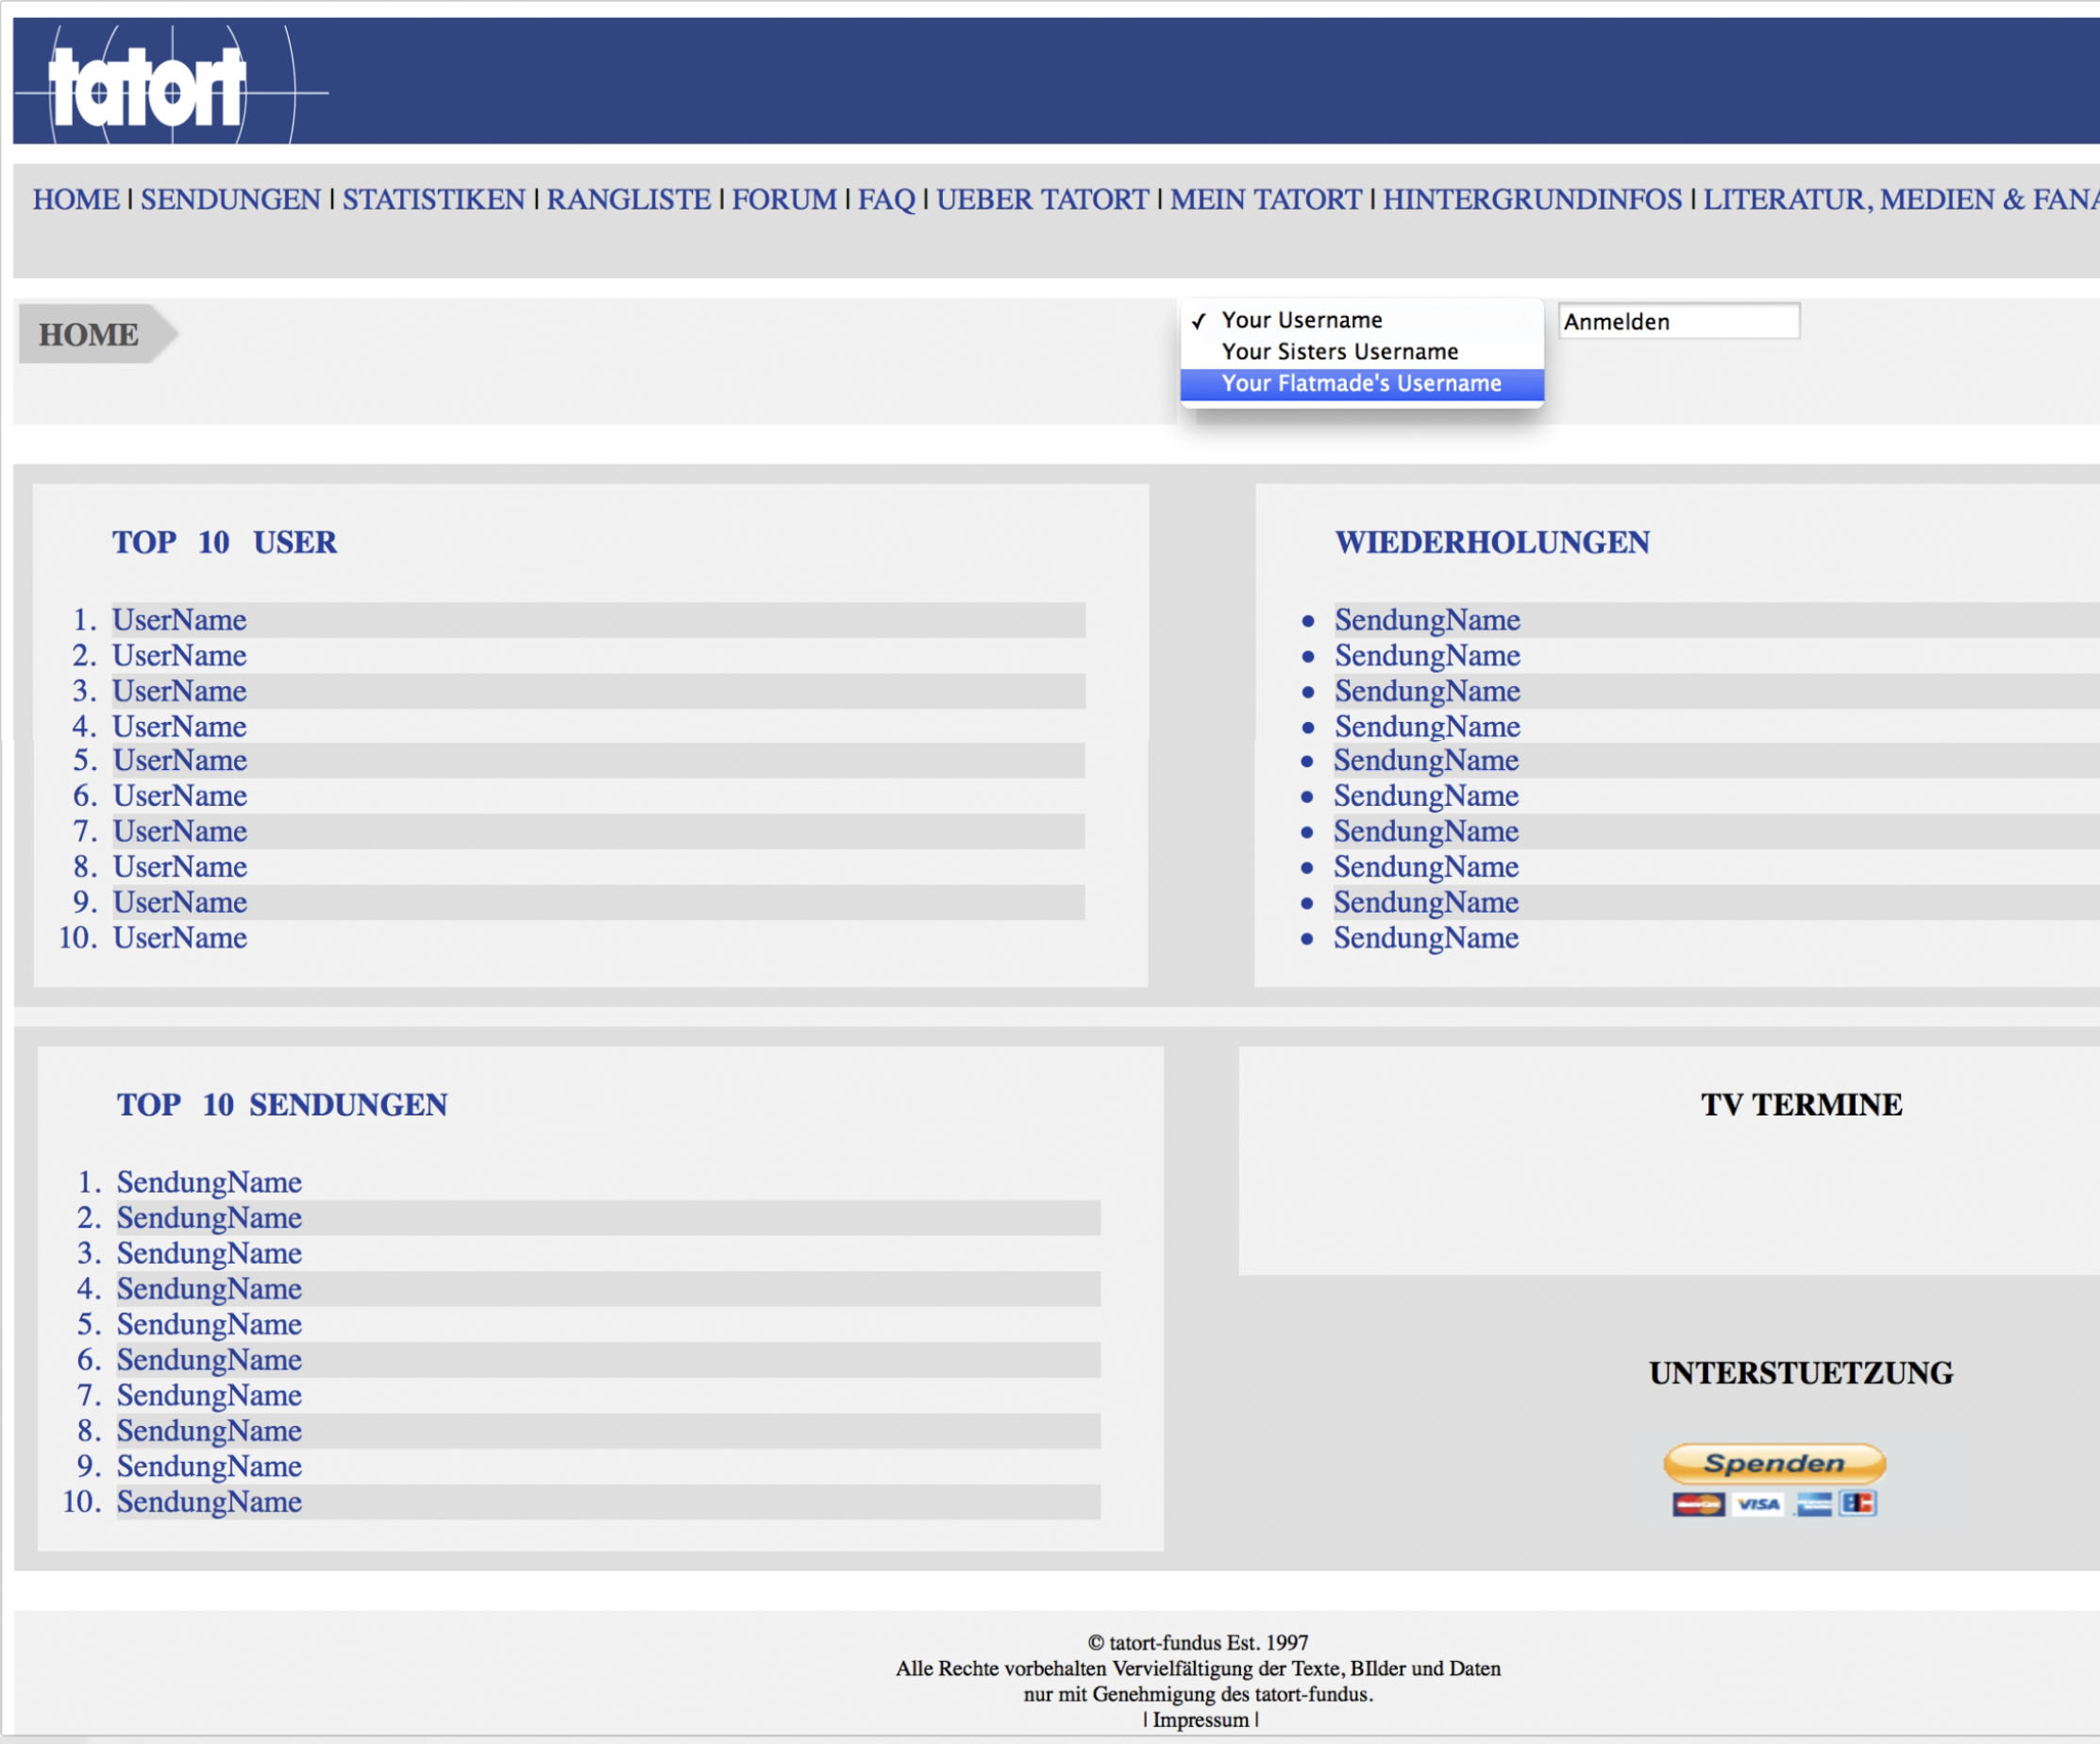 tatort
HOME | SENDUNGEN | STATISTIKEN | RANGLISTE | FORUM | FAQ | UEBER TATORT | MEIN TATORT | HINTERGRUNDINFOS | LITERATUR, MEDIEN & FANA
HOME
✓ Your Username
Your Sisters Username
Your Flatmade's Username
Anmelden
TOP 10 USER
1. UserName
2. UserName
3. UserName
4. UserName
5. UserName
6. UserName
7. UserName
8. UserName
9. UserName
10. UserName
WIEDERHOLUNGEN
• SendungName
• SendungName
• SendungName
• SendungName
• SendungName
• SendungName
• SendungName
• SendungName
• SendungName
• SendungName
TOP 10 SENDUNGEN
1. SendungName
2. SendungName
3. SendungName
4. SendungName
5. SendungName
6. SendungName
7. SendungName
8. SendungName
9. SendungName
10. SendungName
TV TERMINE
UNTERSTUETZUNG
Spenden
MasterCard VISA
© tatort-fundus Est. 1997
Alle Rechte vorbehalten Vervielfältigung der Texte, BIlder und Daten
nur mit Genehmigung des tatort-fundus.
| Impressum |